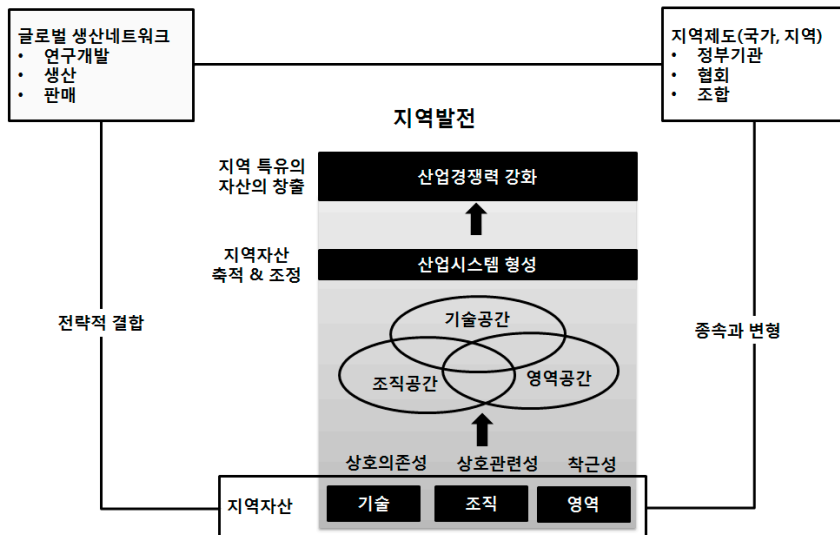 글로벌 생산네트워크
• 연구개발
• 생산
• 판매
지역제도(국가, 지역)
• 정부기관
• 협회
• 조합
지역발전
지역 특유의
자산의 창출
산업경쟁력 강화
지역자산
축적 & 조정
산업시스템 형성
전략적 결합
기술공간
종속과 변형
조직공간
영역공간
상호의존성
상호관련성
착근성
지역자산
기술
조직
영역